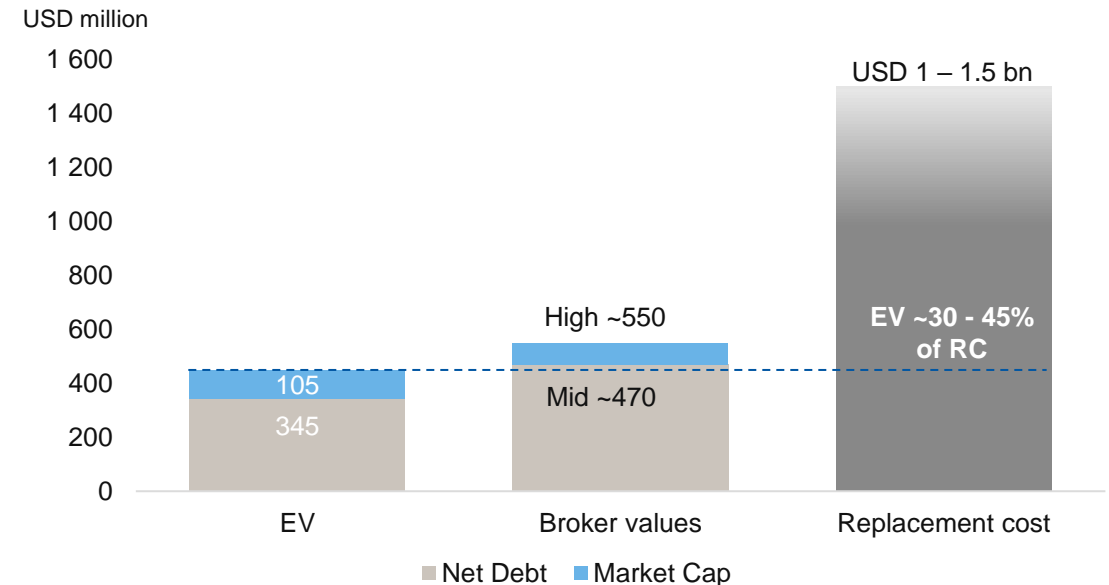 USD million
1 600
1 400
1 200
1 000
800
600
400
200
0
USD 1 – 1.5 bn
High ~550
Mid ~470
EV ~30 - 45%
of RC
105
345
EV
Broker values
Replacement cost
Net Debt
Market Cap